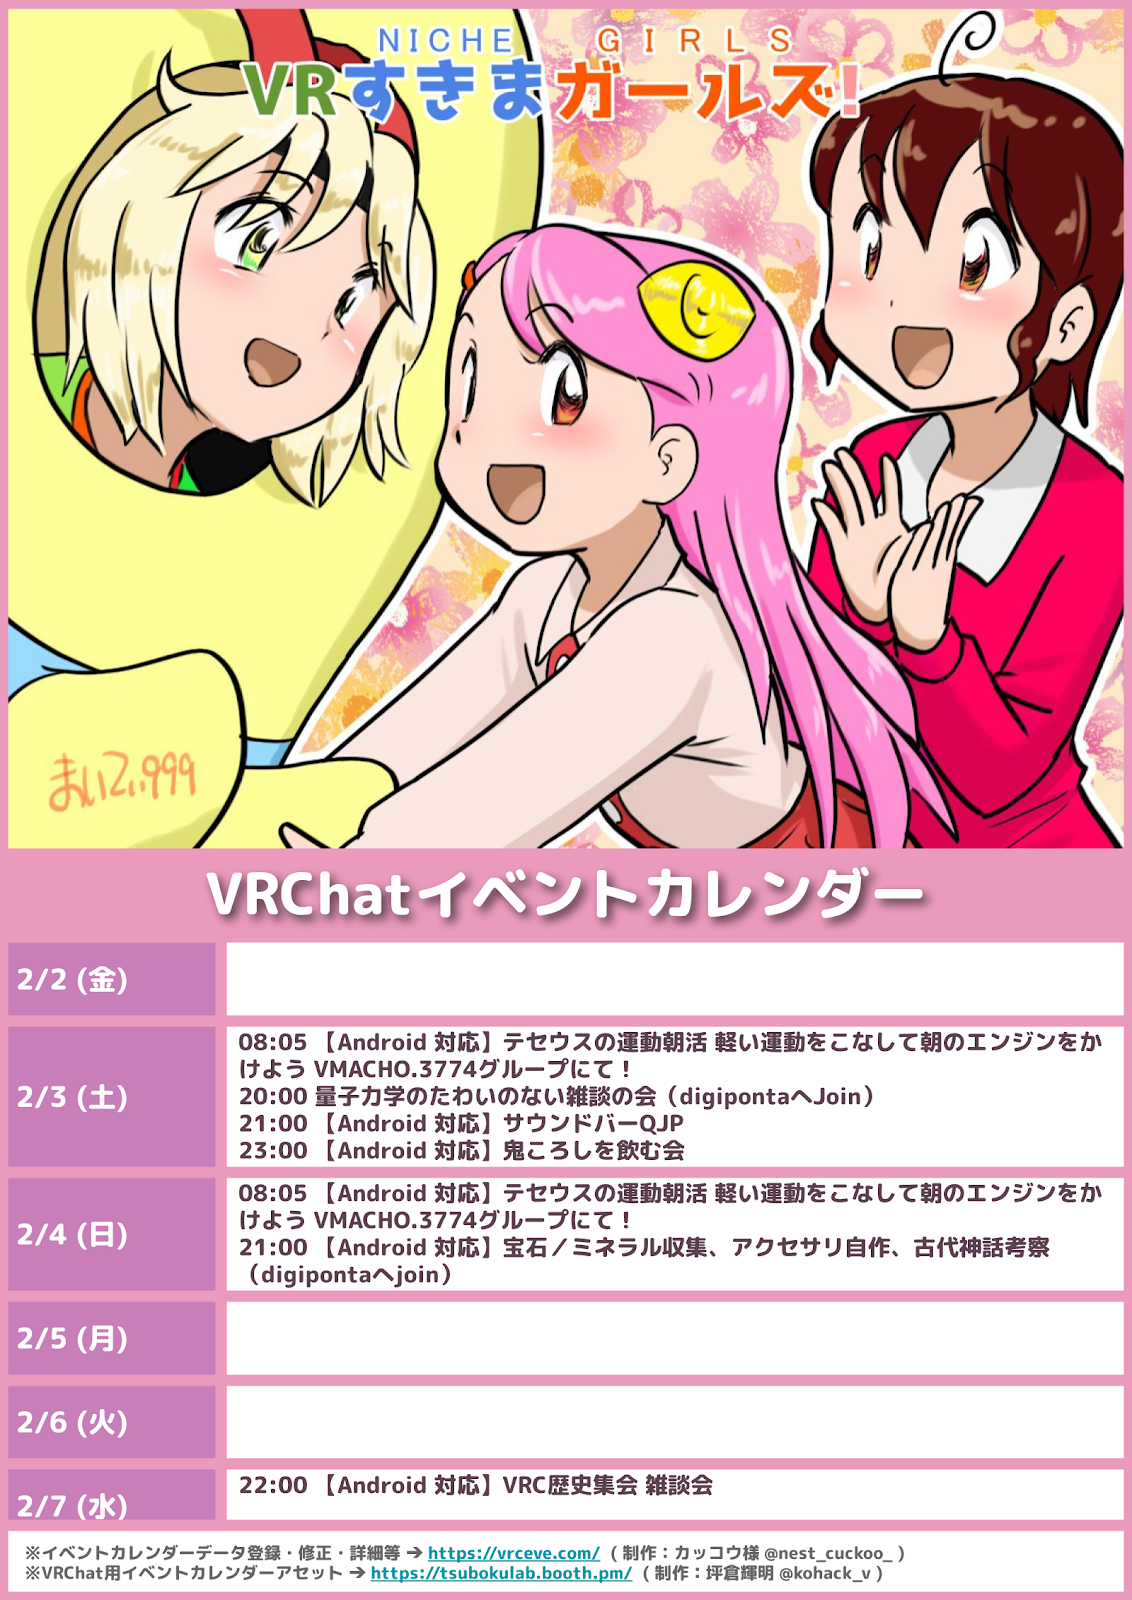 NICHE GIRLS
VRすきまガールズ!
まいてぃ999
VRChatイベントカレンダー
2/2 (金)
2/3 (土)
08:05 【Android 対応】テセウスの運動朝活 軽い運動をこなして朝のエンジンをか
けよう VMACHO.3774グループにて！
20:00 量子力学のたわいのない雑談の会（digipontaへJoin）
21:00 【Android 対応】サウンドバーQJP
23:00 【Android 対応】鬼ころしを飲む会
2/4 (日)
08:05 【Android 対応】テセウスの運動朝活 軽い運動をこなして朝のエンジンをか
けよう VMACHO.3774グループにて！
21:00 【Android 対応】宝石／ミネラル収集、アクセサリ自作、古代神話考察
（digipontaへjoin）
2/5 (月)
2/6 (火)
2/7 (水)
22:00 【Android 対応】VRC歴史集会 雑談会
※イベントカレンダーデータ登録・修正・詳細等 ➔ https://vrceve.com/ （制作：カッコウ様 @nest_cuckoo_ ）
※VRChat用イベントカレンダーアセット ➔ https://tsubokulab.booth.pm/ （制作：坪倉輝明 @kohack_v ）